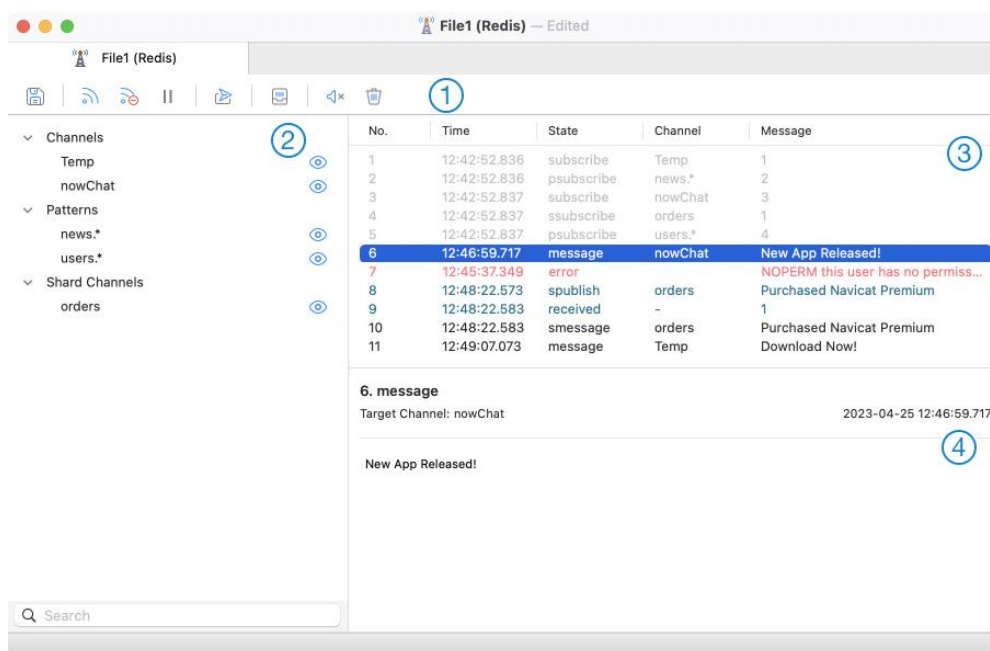 File1 (Redis) — Edited
File1 (Redis)
1
2
Channels
Temp
nowChat
Patterns
news.*
users.*
Shard Channels
orders
Search
No. Time State Channel Message
3
1 12:42:52.836 subscribe Temp 1
2 12:42:52.836 psubscribe news.* 2
3 12:42:52.837 subscribe nowChat 3
4 12:42:52.837 ssubscribe orders 1
5 12:42:52.837 psubscribe users.* 4
6 12:46:59.717 message nowChat New App Released!
7 12:45:37.349 error NOPERM this user has no permiss...
8 12:48:22.573 spublish orders Purchased Navicat Premium
9 12:48:22.583 received - 1
10 12:48:22.583 smessage orders Purchased Navicat Premium
11 12:49:07.073 message Temp Download Now!
6. message
Target Channel: nowChat 2023-04-25 12:46:59.717
4
New App Released!